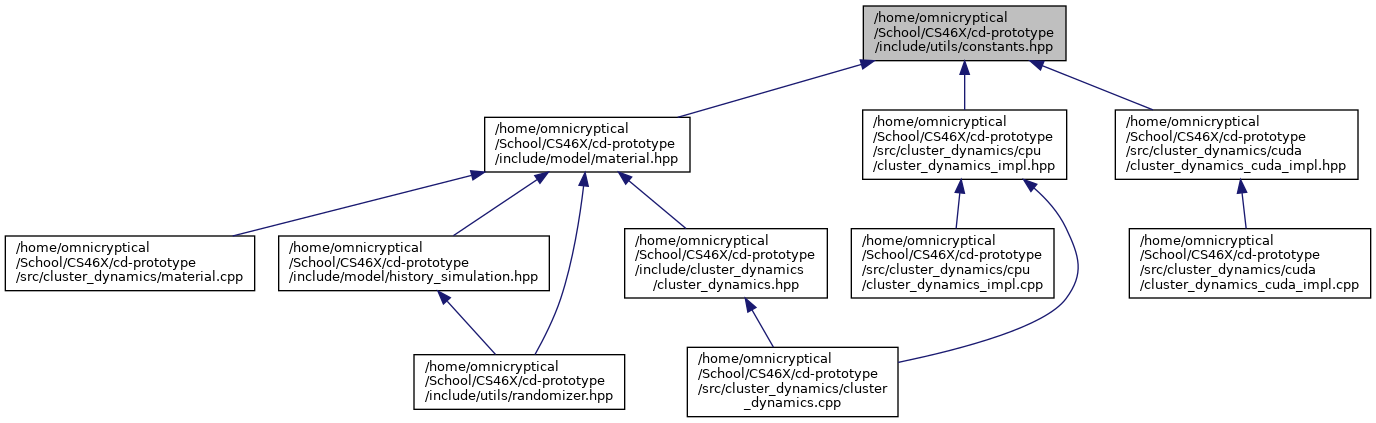 /home/omnicryptical
/School/CS46X/cd-prototype
/include/utils/constants.hpp
/home/omnicryptical
/School/CS46X/cd-prototype
/include/model/material.hpp
/home/omnicryptical
/School/CS46X/cd-prototype
/src/cluster_dynamics/cpu
/cluster_dynamics_impl.hpp
/home/omnicryptical
/School/CS46X/cd-prototype
/src/cluster_dynamics/cuda
/cluster_dynamics_cuda_impl.hpp
/home/omnicryptical
/School/CS46X/cd-prototype
/src/cluster_dynamics/material.cpp
/home/omnicryptical
/School/CS46X/cd-prototype
/include/model/history_simulation.hpp
/home/omnicryptical
/School/CS46X/cd-prototype
/include/cluster_dynamics
/cluster_dynamics.hpp
/home/omnicryptical
/School/CS46X/cd-prototype
/src/cluster_dynamics/cpu
/cluster_dynamics_impl.cpp
/home/omnicryptical
/School/CS46X/cd-prototype
/src/cluster_dynamics/cuda
/cluster_dynamics_cuda_impl.cpp
/home/omnicryptical
/School/CS46X/cd-prototype
/include/utils/randomizer.hpp
/home/omnicryptical
/School/CS46X/cd-prototype
/src/cluster_dynamics/cluster
_dynamics.cpp